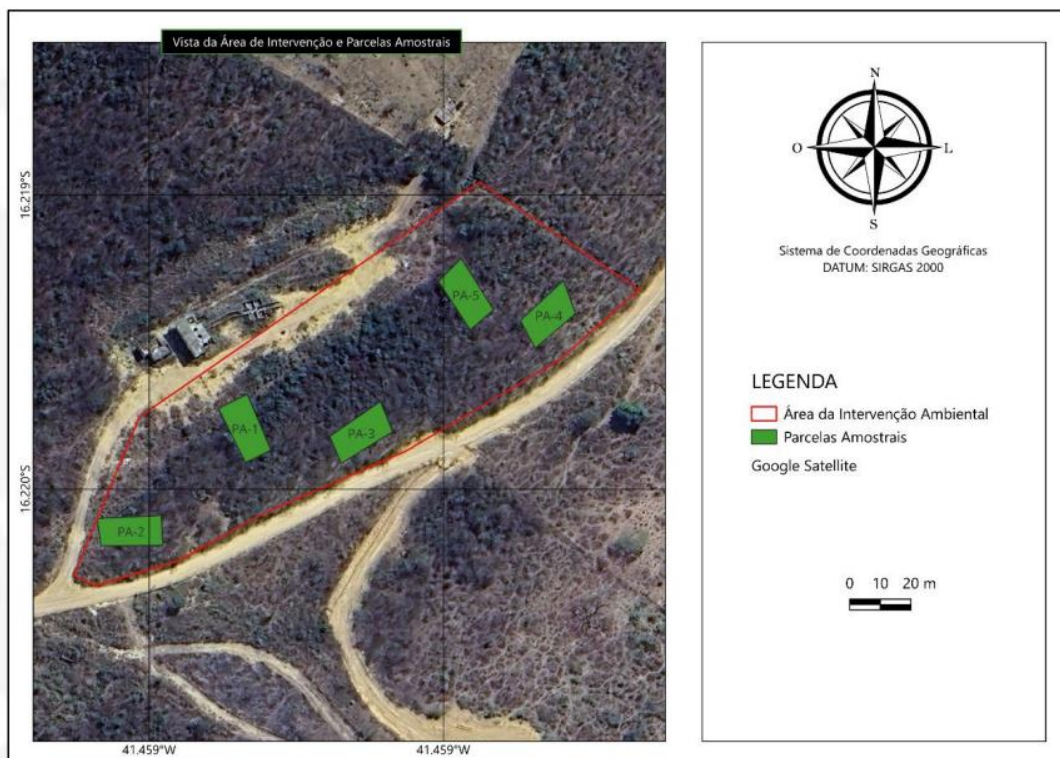 Vista da Área de Intervenção e Parcelas Amostrais
16.219°S
16.220°S
PA-5
PA-4
PA-1
PA-3
PA-2
41.459°W
41.459°W
N
O
L
S
Sistema de Coordenadas Geográficas
DATUM: SIRGAS 2000
LEGENDA
Área da Intervenção Ambiental
Parcelas Amostrais
Google Satellite
0 10 20 m